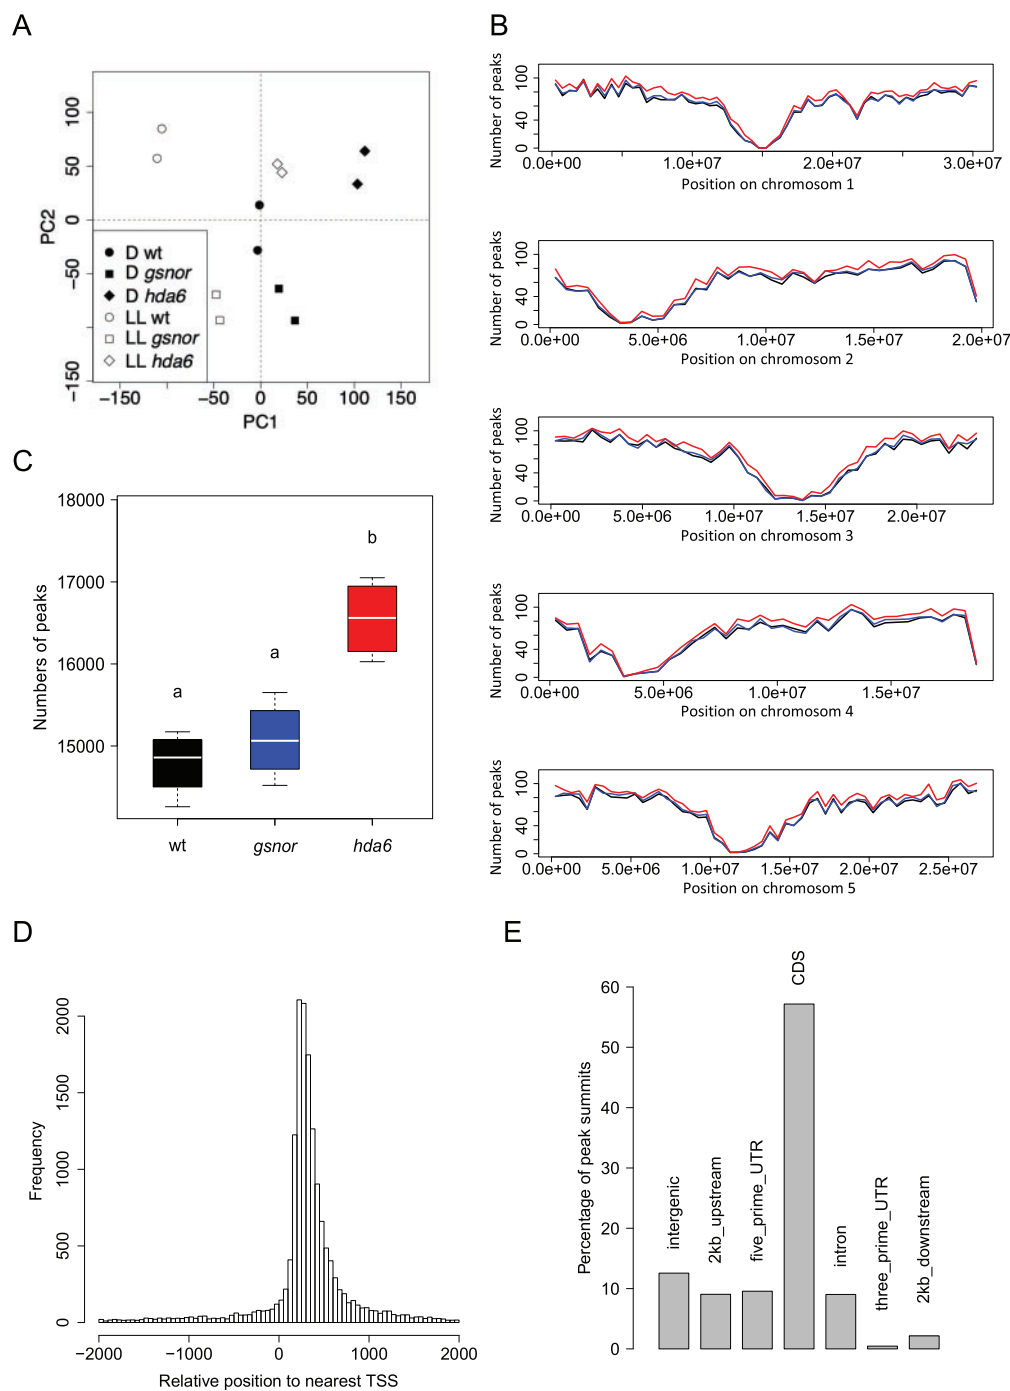 A
100
50
0
−50
−150
PC2
−150
−50
0
50
100
150
PC1
D wt
D gsnor
D hda6
LL wt
LL gsnor
LL hda6
B
Number of peaks
100
40
0
0.0e+00
1.0e+07
2.0e+07
3.0e+07
Position on chromosom 1
Number of peaks
100
40
0
0.0e+00
5.0e+06
1.0e+07
1.5e+07
2.0e+07
Position on chromosom 2
Number of peaks
100
40
0
0.0e+00
5.0e+06
1.0e+07
1.5e+07
2.0e+07
Position on chromosom 3
Number of peaks
100
40
0
0.0e+00
5.0e+06
1.0e+07
1.5e+07
Position on chromosom 4
Number of peaks
100
40
0
0.0e+00
5.0e+06
1.0e+07
1.5e+07
2.0e+07
2.5e+07
Position on chromosom 5
C
Numbers of peaks
18000
17000
16000
15000
a
a
b
wt
gsnor
hda6
D
Frequency
2000
1500
1000
500
0
−2000
−1000
0
1000
2000
Relative position to nearest TSS
E
Percentage of peak summits
60
50
40
30
20
10
0
intergenic
2kb_upstream
five_prime_UTR
CDS
intron
three_prime_UTR
2kb_downstream